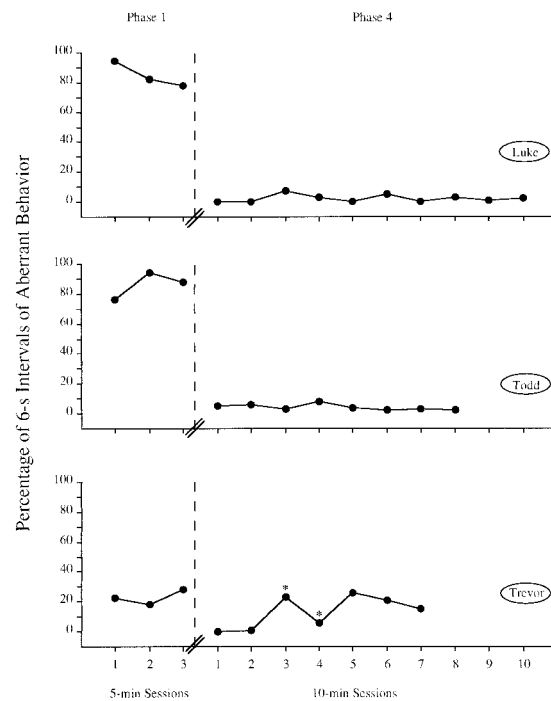 Phase 1 Phase 4
Percentage of 6-s Intervals of Aberrant Behavior
100
80
60
40
20
0
Luke
100
80
60
40
20
0
Todd
100
80
60
40
20
0
* *
Trevor
1 2 3 1 2 3 4 5 6 7 8 9 10
5-min Sessions 10-min Sessions